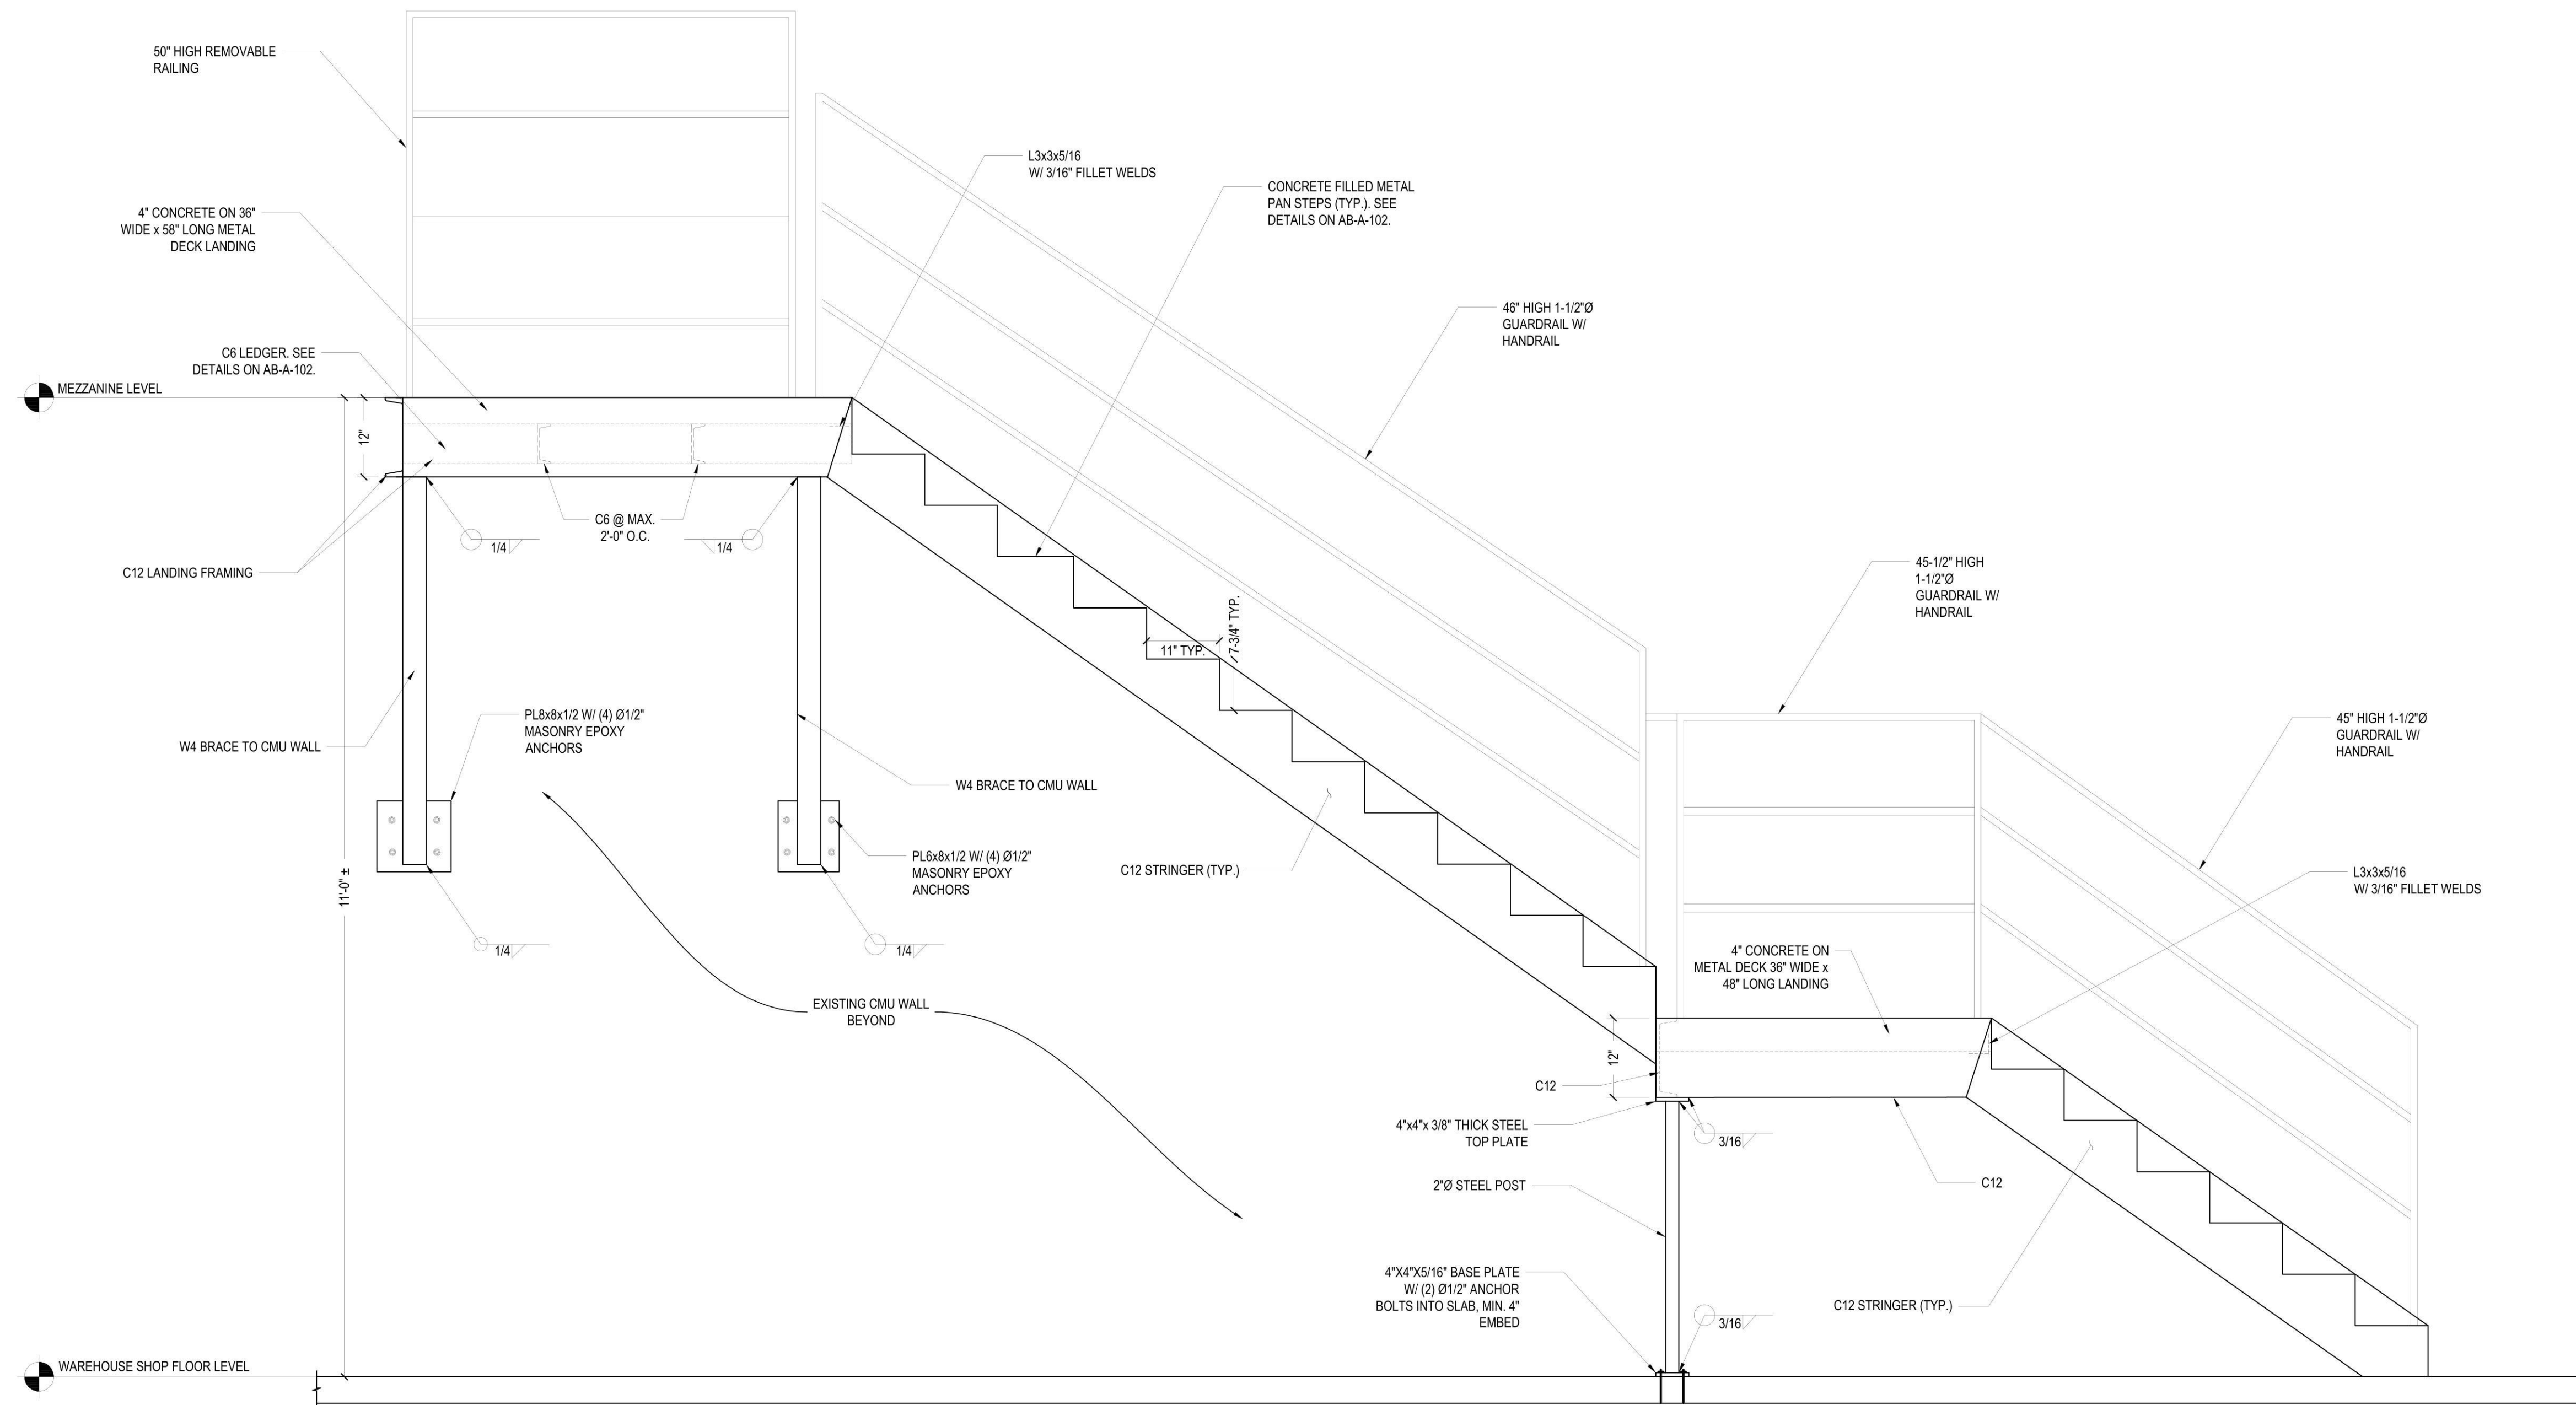 50" HIGH REMOVABLE
RAILING
L3x3x5/16
W/ 3/16" FILLET WELDS
CONCRETE FILLED METAL
PAN STEPS (TYP.). SEE
DETAILS ON AB-A-102.
4" CONCRETE ON 36"
WIDE x 58" LONG METAL
DECK LANDING
46" HIGH 1-1/2"Ø
GUARDRAIL W/
HANDRAIL
C6 LEDGER. SEE
DETAILS ON AB-A-102.
MEZZANINE LEVEL
12"
C6 @ MAX.
2'-0" O.C.
1/4
1/4
C12 LANDING FRAMING
45-1/2" HIGH
1-1/2"Ø
GUARDRAIL W/
HANDRAIL
11" TYP.
7-3/4" TYP.
PL8x8x1/2 W/ (4) Ø1/2"
MASONRY EPOXY
ANCHORS
W4 BRACE TO CMU WALL
45" HIGH 1-1/2"Ø
GUARDRAIL W/
HANDRAIL
W4 BRACE TO CMU WALL
PL6x8x1/2 W/ (4) Ø1/2"
MASONRY EPOXY
ANCHORS
C12 STRINGER (TYP.)
L3x3x5/16
W/ 3/16" FILLET WELDS
11'-0" ±
1/4
1/4
4" CONCRETE ON
METAL DECK 36" WIDE x
48" LONG LANDING
EXISTING CMU WALL
BEYOND
12"
C12
4"x4"x 3/8" THICK STEEL
TOP PLATE
3/16
2"Ø STEEL POST
C12
4"X4"X5/16" BASE PLATE
W/ (2) Ø1/2" ANCHOR
BOLTS INTO SLAB, MIN. 4"
EMBED
3/16
C12 STRINGER (TYP.)
WAREHOUSE SHOP FLOOR LEVEL